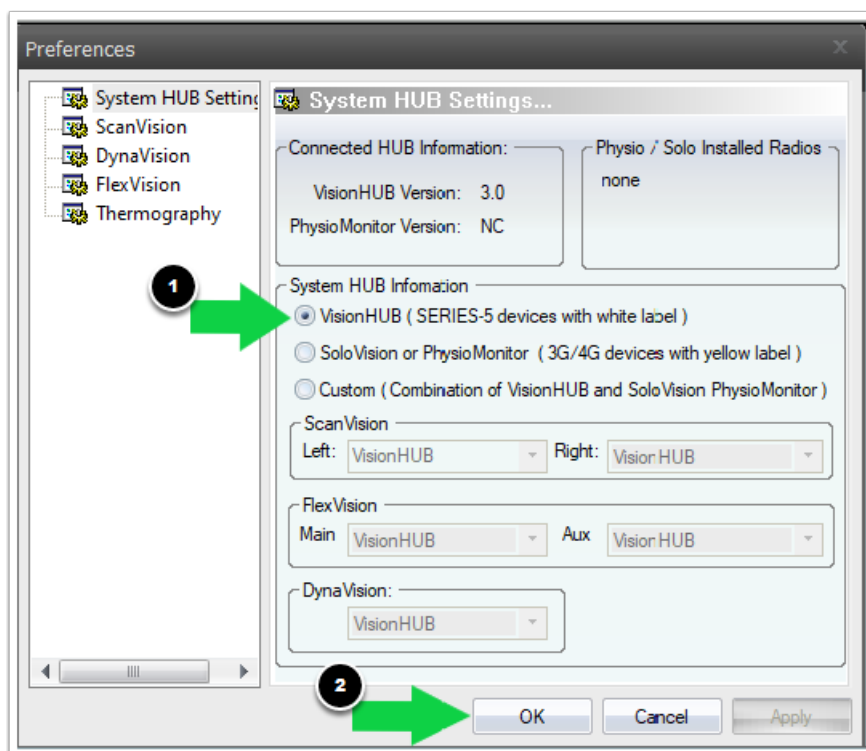 Preferences
x
System HUB Setting
ScanVision
DynaVision
FlexVision
Thermography
System HUB Settings...
Connected HUB Information:
VisionHUB Version: 3.0
PhysioMonitor Version: NC
Physio / Solo Installed Radios
none
1
System HUB Infomation
VisionHUB ( SERIES-5 devices with white label )
SoloVision or PhysioMonitor ( 3G/4G devices with yellow label )
Custom ( Combination of VisionHUB and SoloVision PhysioMonitor )
ScanVision
Left: VisionHUB Right: VisionHUB
FlexVision
Main VisionHUB Aux VisionHUB
DynaVision:
VisionHUB
2
OK Cancel Apply